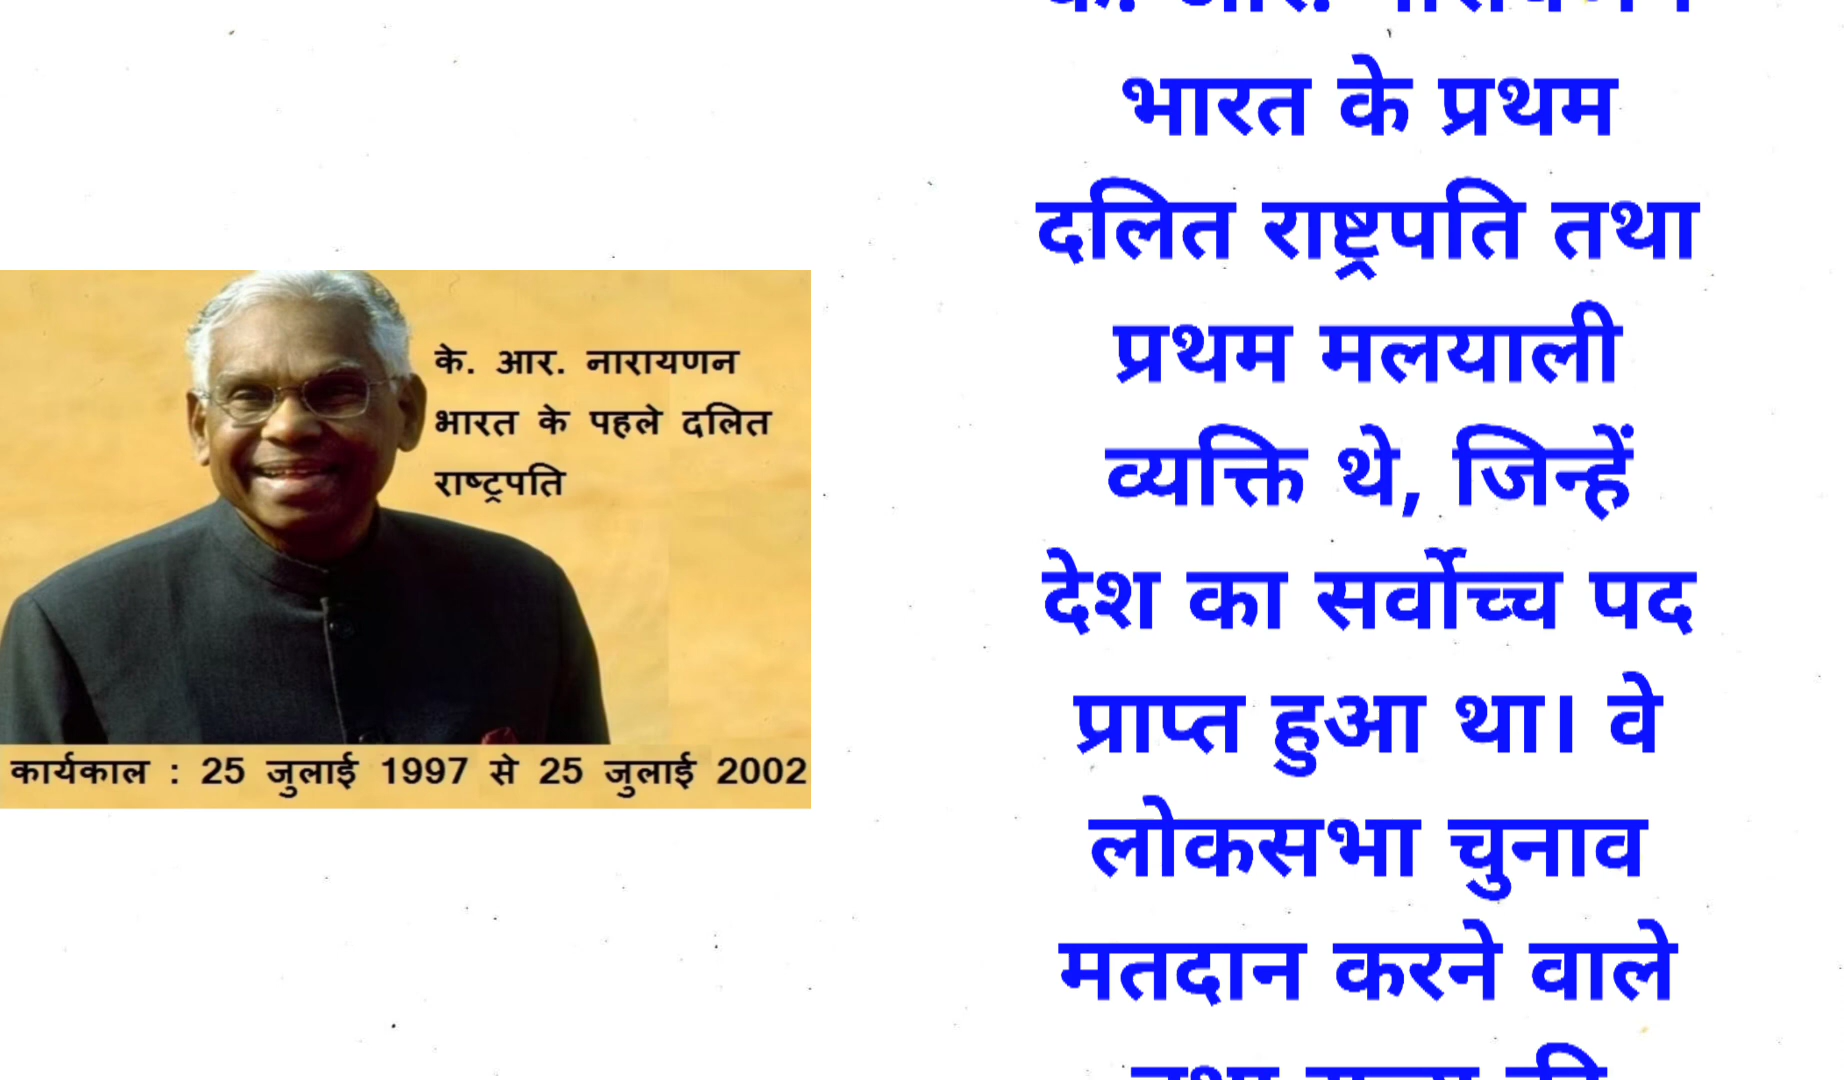 के. आर. नारायणन
भारत के पहले दलित
राष्ट्रपति
कार्यकाल : 25 जुलाई 1997 से 25 जुलाई 2002
भारत के प्रथम
दलित राष्ट्रपति तथा
प्रथम मलयाली
व्यक्ति थे, जिन्हें
देश का सर्वोच्च पद
प्राप्त हुआ था। वे
लोकसभा चुनाव
मतदान करने वाले